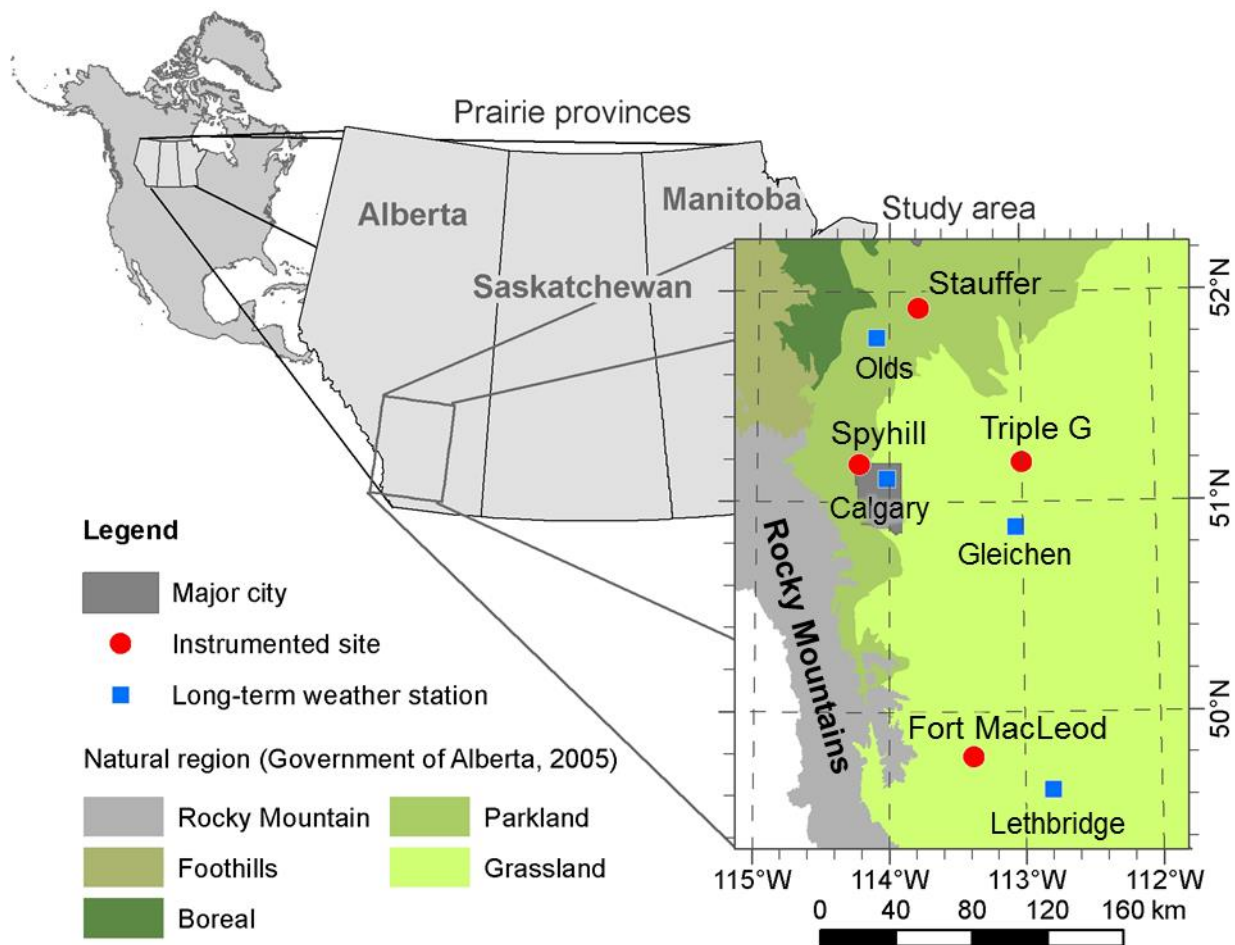 Prairie provinces
Alberta
Manitoba
Saskatchewan
Study area
Stauffer
Olds
Spyhill
Triple G
Calgary
Gleichen
Rocky Mountains
Fort MacLeod
Lethbridge
52°N
51°N
50°N
115°W 114°W 113°W 112°W
0 40 80 120 160 km
Legend
Major city
Instrumented site
Long-term weather station
Natural region (Government of Alberta, 2005)
Rocky Mountain Parkland
Foothills Grassland
Boreal